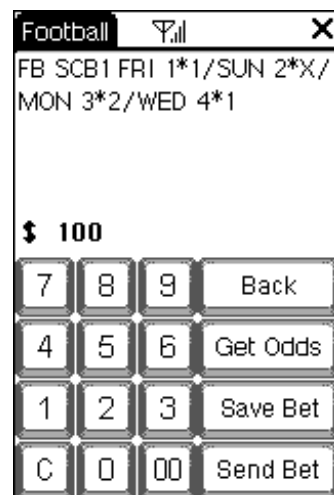 Football
FB SCB1 FRI 1*1/SUN 2*X/
MON 3*2/WED 4*1
$ 100
7 8 9 Back
4 5 6 Get Odds
1 2 3 Save Bet
C 0 00 Send Bet